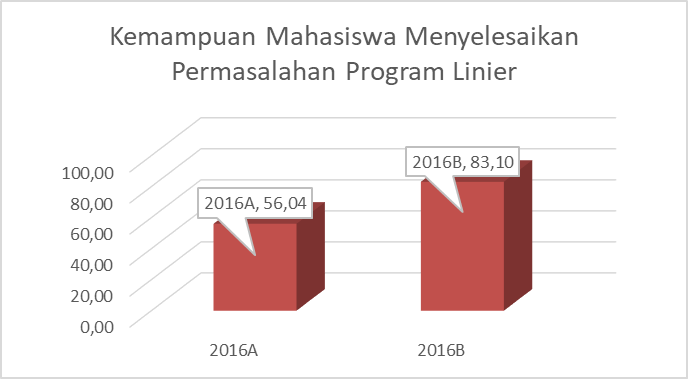 Kemampuan Mahasiswa Menyelesaikan
Permasalahan Program Linier
100,00
80,00
60,00
40,00
20,00
0,00
2016A, 56,04
2016B, 83,10
2016A
2016B